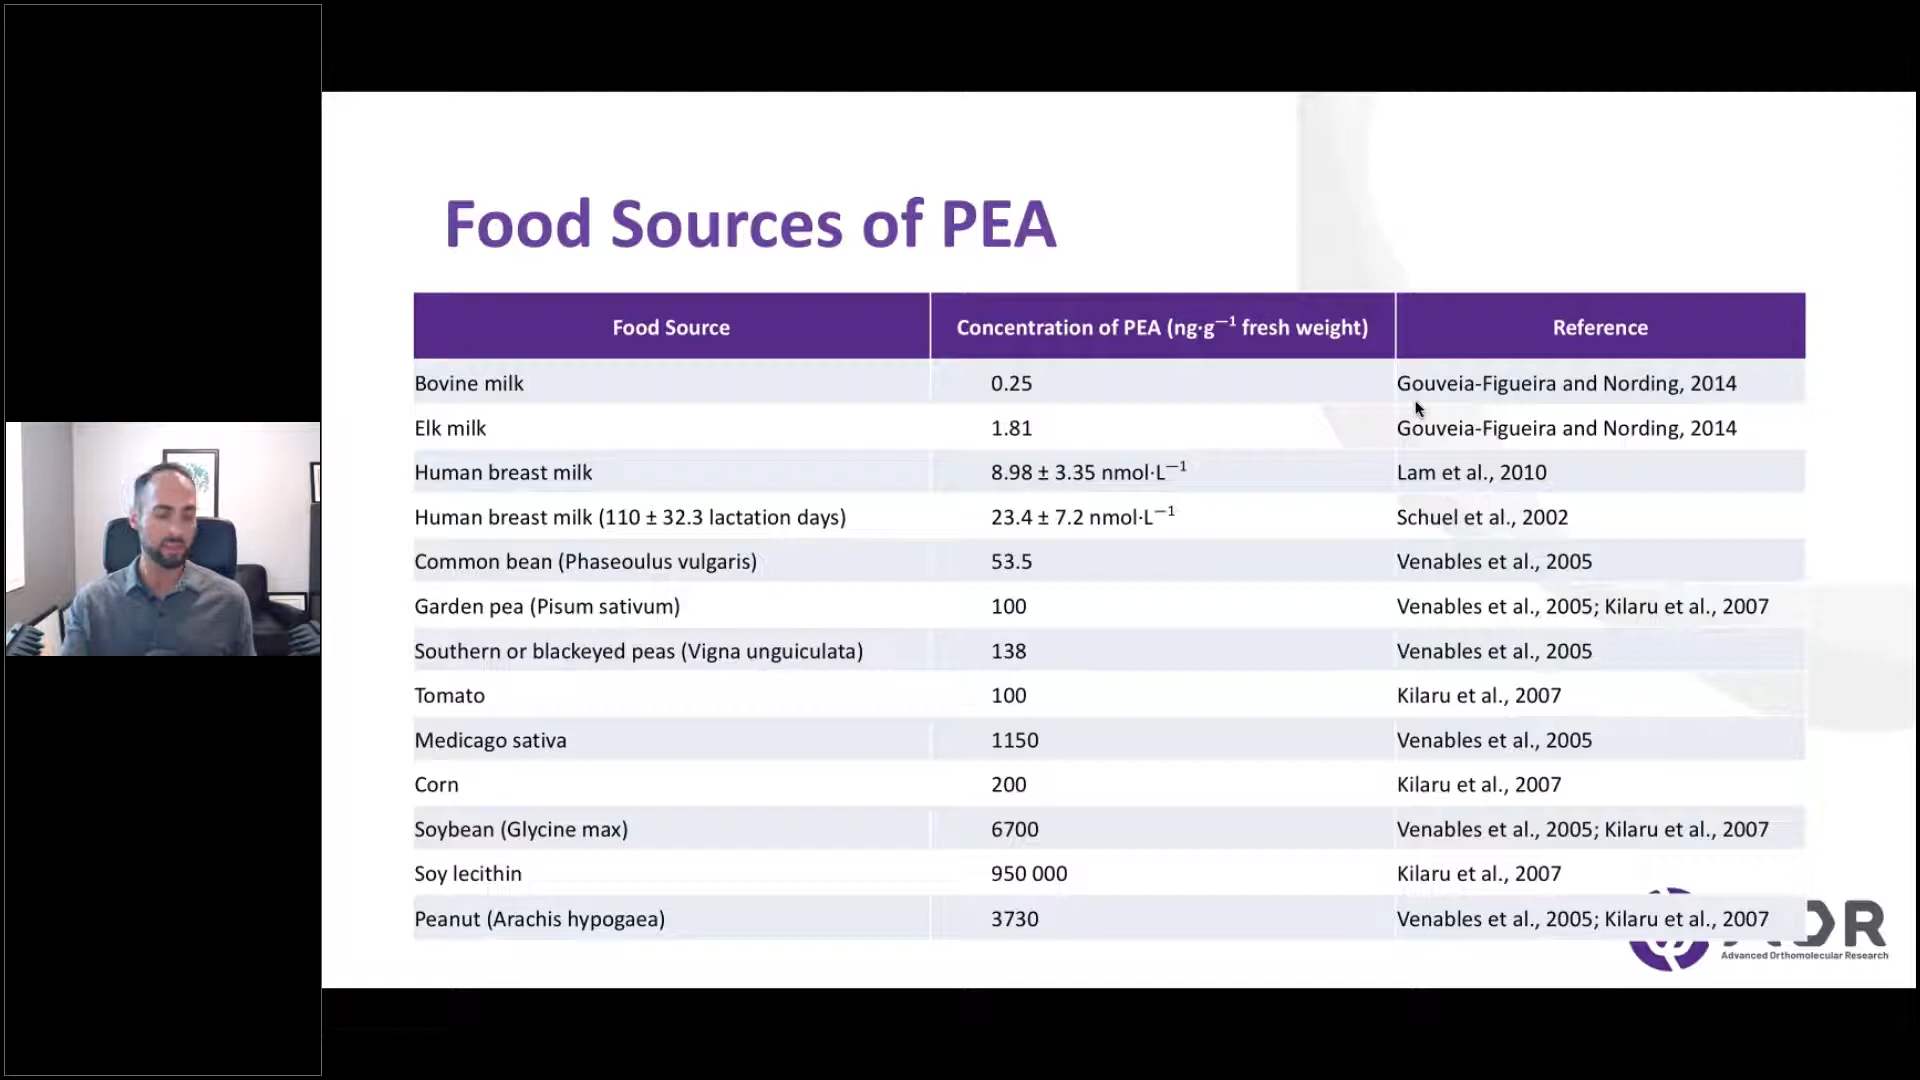 Food Sources of PEA
Food Source Concentration of PEA (ng·g⁻¹ fresh weight) Reference
Bovine milk 0.25 Gouveia-Figueira and Nording, 2014
Elk milk 1.81 Gouveia-Figueira and Nording, 2014
Human breast milk 8.98 ± 3.35 nmol·L⁻¹ Lam et al., 2010
Human breast milk (110 ± 32.3 lactation days) 23.4 ± 7.2 nmol·L⁻¹ Schuel et al., 2002
Common bean (Phaseoulus vulgaris) 53.5 Venables et al., 2005
Garden pea (Pisum sativum) 100 Venables et al., 2005; Kilaru et al., 2007
Southern or blackeyed peas (Vigna unguiculata) 138 Venables et al., 2005
Tomato 100 Kilaru et al., 2007
Medicago sativa 1150 Venables et al., 2005
Corn 200 Kilaru et al., 2007
Soybean (Glycine max) 6700 Venables et al., 2005; Kilaru et al., 2007
Soy lecithin 950 000 Kilaru et al., 2007
Peanut (Arachis hypogaea) 3730 Venables et al., 2005; Kilaru et al., 2007
Advanced Orthomolecular Research